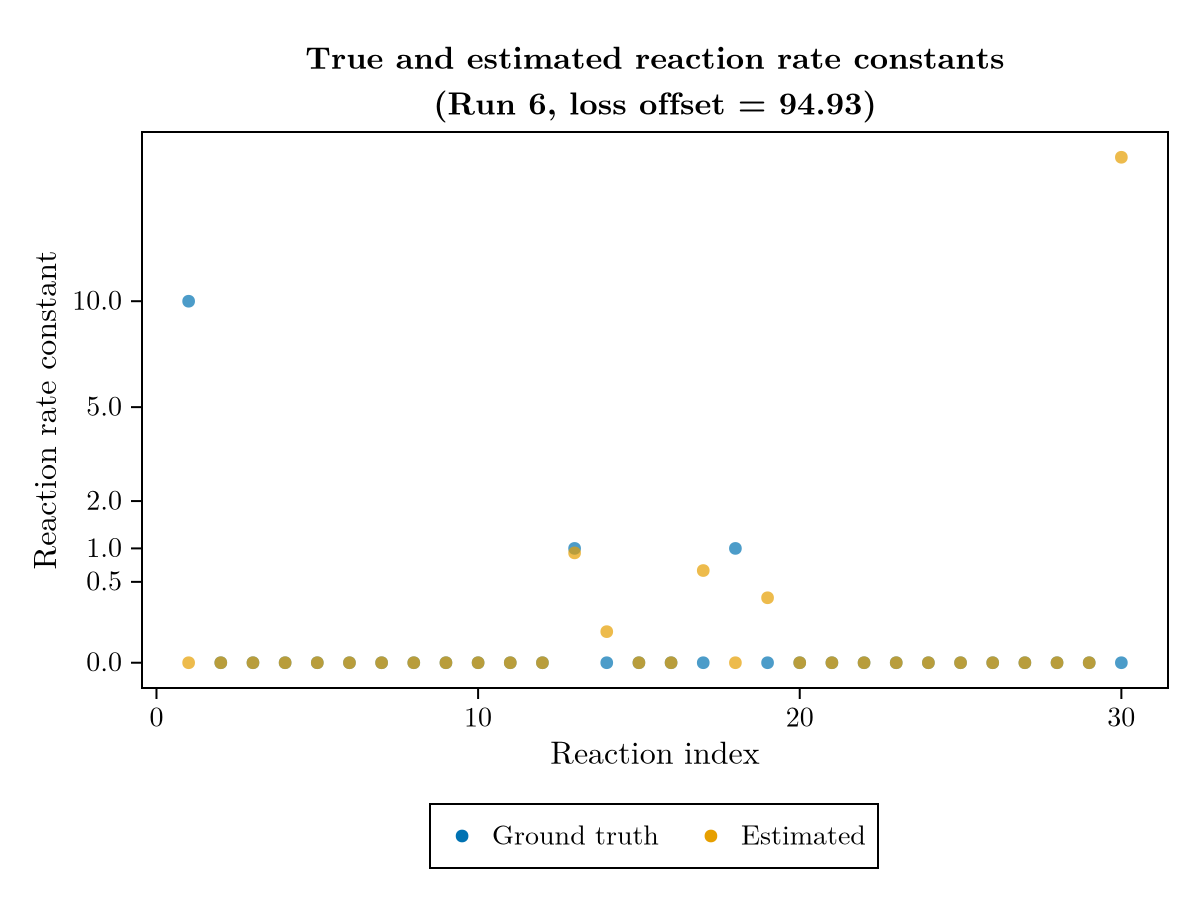 True and estimated reaction rate constants
(Run 6, loss offset = 94.93)
Reaction rate constant
10.0
5.0
2.0
1.0
0.5
0.0
0 10 20 30
Reaction index
Ground truth Estimated